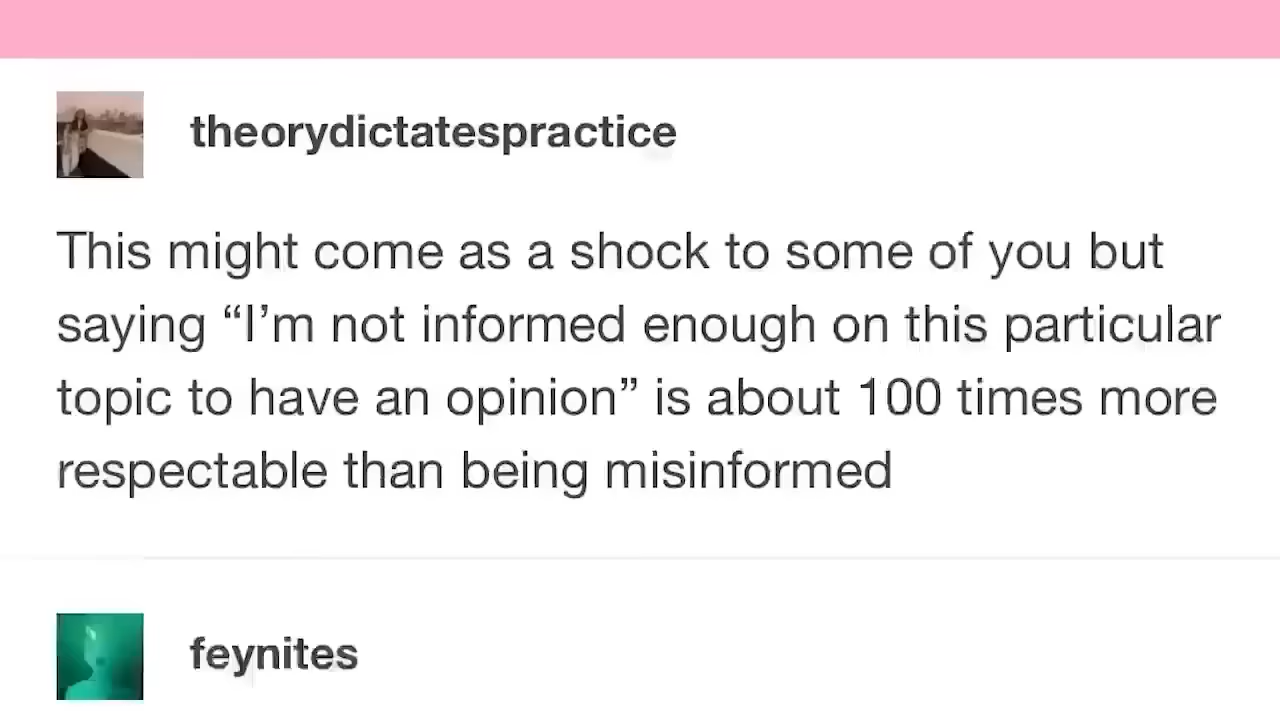 theorydictatespractice
This might come as a shock to some of you but
saying “I’m not informed enough on this particular
topic to have an opinion” is about 100 times more
respectable than being misinformed
feynites